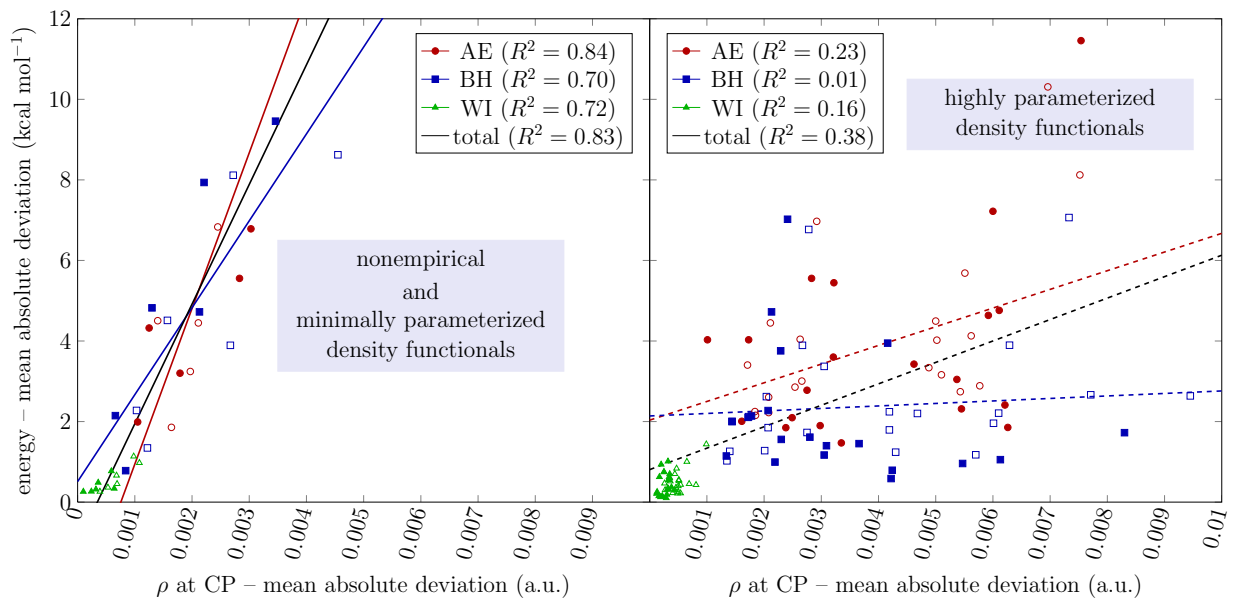 energy – mean absolute deviation (kcal mol⁻¹)
12
10
8
6
4
2
0
AE (R² = 0.84)
BH (R² = 0.70)
WI (R² = 0.72)
total (R² = 0.83)
nonempirical
and
minimally parameterized
density functionals
0
0.001
0.002
0.003
0.004
0.005
0.006
0.007
0.008
0.009
ρ at CP – mean absolute deviation (a.u.)
AE (R² = 0.23)
BH (R² = 0.01)
WI (R² = 0.16)
total (R² = 0.38)
highly parameterized
density functionals
0.001
0.002
0.003
0.004
0.005
0.006
0.007
0.008
0.009
0.01
ρ at CP – mean absolute deviation (a.u.)